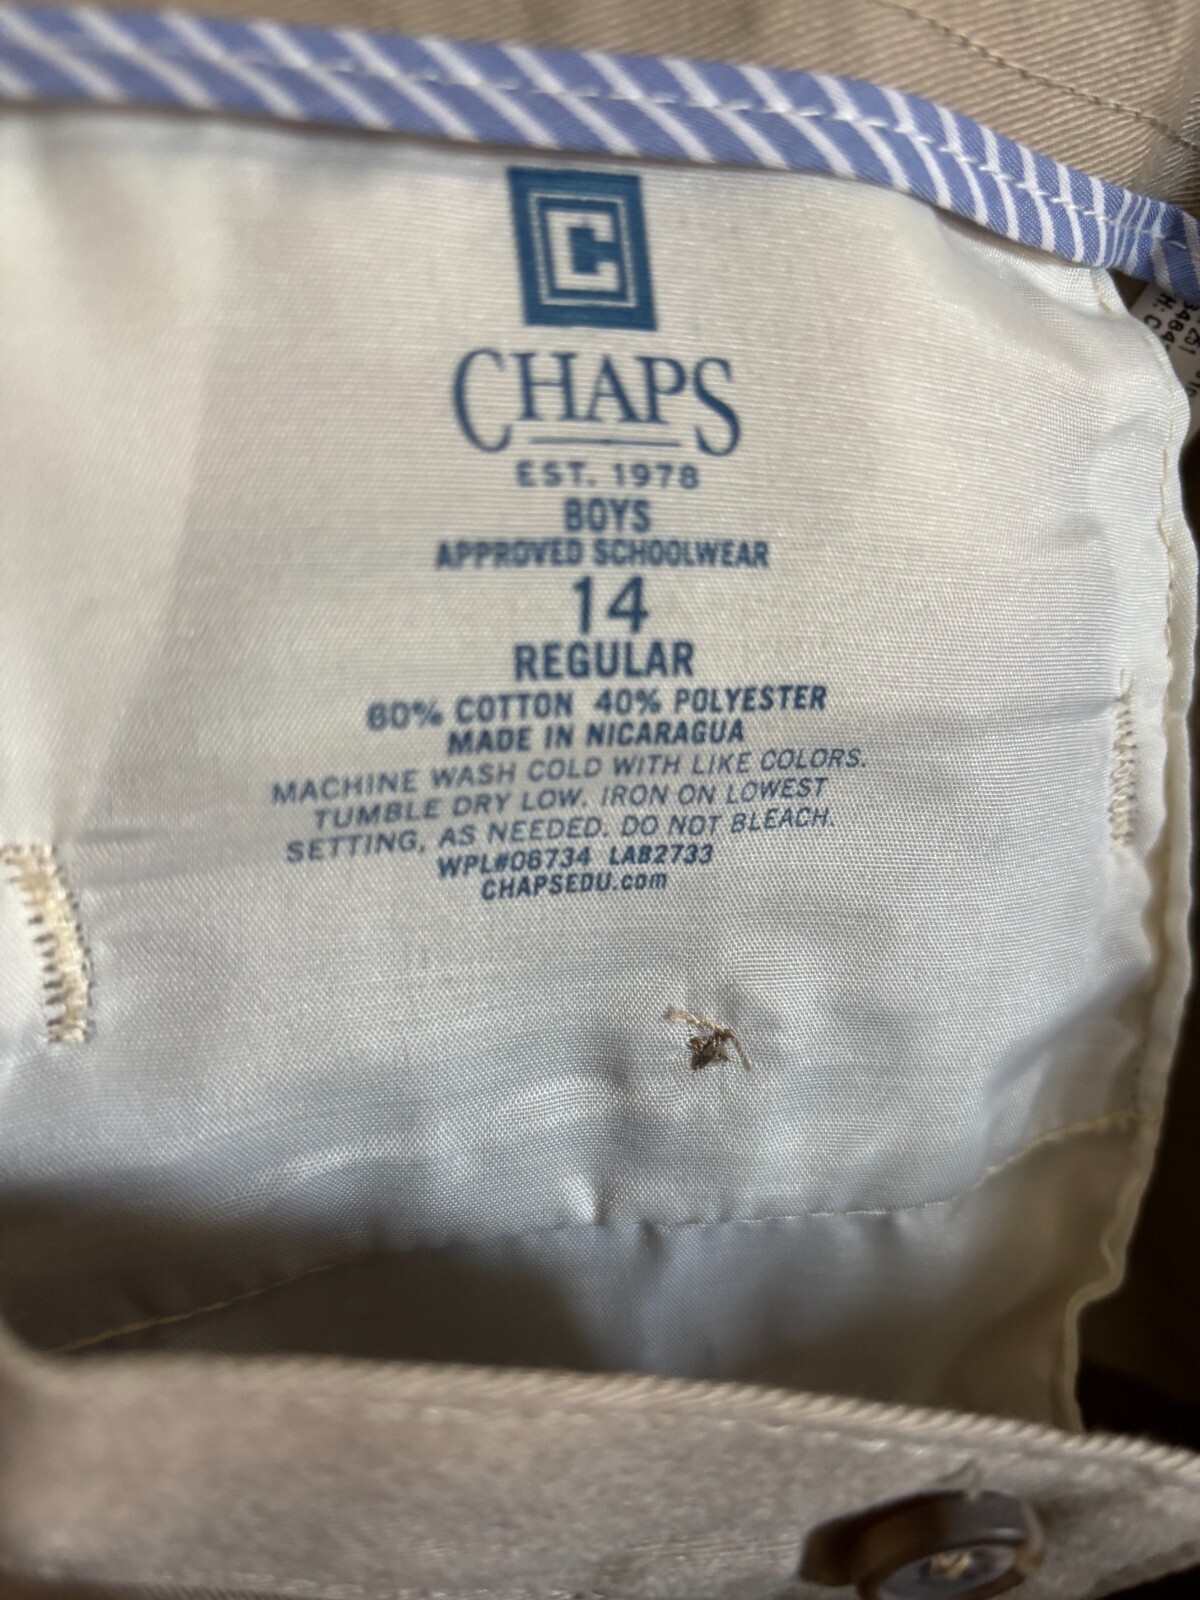 C
CHAPS
EST. 1978
BOYS
APPROVED SCHOOLWEAR
14
REGULAR
60% COTTON 40% POLYESTER
MADE IN NICARAGUA
MACHINE WASH COLD WITH LIKE COLORS.
TUMBLE DRY LOW. IRON ON LOWEST
SETTING, AS NEEDED. DO NOT BLEACH.
WPL#06734 LAB2733
CHAPSEDU.com